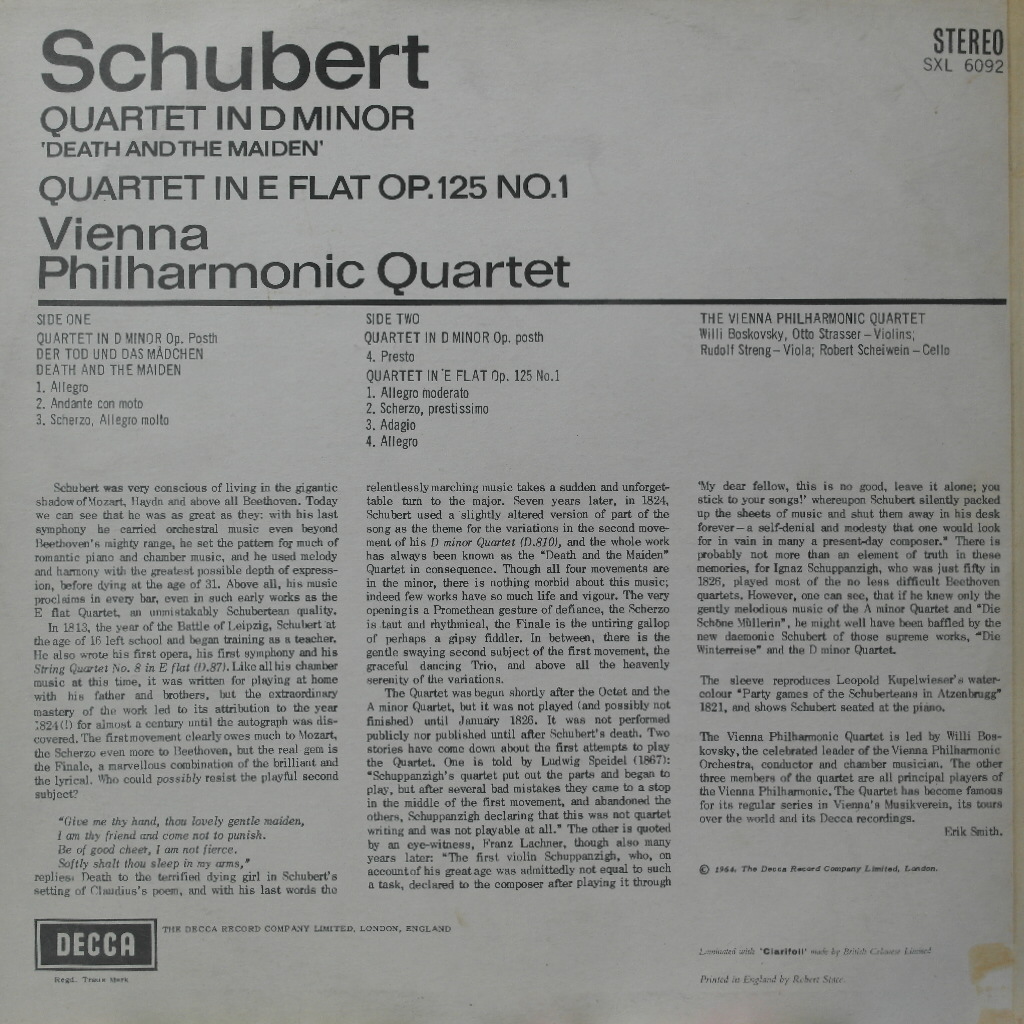 Schubert
STEREO
SXL 6092
QUARTET IN D MINOR
'DEATH AND THE MAIDEN'
QUARTET IN E FLAT OP.125 NO.1
Vienna
Philharmonic Quartet
SIDE ONE
QUARTET IN D MINOR Op. Posth
DER TOD UND DAS MÄDCHEN
DEATH AND THE MAIDEN
1. Allegro
2. Andante con moto
3. Scherzo, Allegro molto
SIDE TWO
QUARTET IN D MINOR Op. posth
4. Presto
QUARTET IN E FLAT Op. 125 No.1
1. Allegro moderato
2. Scherzo, prestissimo
3. Adagio
4. Allegro
THE VIENNA PHILHARMONIC QUARTET
Willi Boskovsky, Otto Strasser – Violins;
Rudolf Streng – Viola; Robert Scheiwein – Cello
Schubert was very conscious of living in the gigantic
shadow of Mozart, Haydn and above all Beethoven. Today
we can see that he was as great as they: with his last
symphony he carried orchestral music even beyond
Beethoven's mighty range, he set the pattern for much of
romantic piano and chamber music, and he used melody
and harmony with the greatest possible depth of express-
ion, before dying at the age of 31. Above all, his music
proclaims in every bar, even in such early works as the
E flat Quartet, an unmistakably Schubertean quality.
In 1813, the year of the Battle of Leipzig, Schubert at
the age of 16 left school and began training as a teacher.
He also wrote his first opera, his first symphony and his
String Quartet No. 8 in E flat (D.87). Like all his chamber
music at this time, it was written for playing at home
with his father and brothers, but the extraordinary
mastery of the work led to its attribution to the year
1824(!) for almost a century until the autograph was dis-
covered. The first movement clearly owes much to Mozart,
the Scherzo even more to Beethoven, but the real gem is
the Finale, a marvellous combination of the brilliant and
the lyrical. Who could possibly resist the playful second
subject?
"Give me thy hand, thou lovely gentle maiden,
I am thy friend and come not to punish.
Be of good cheer, I am not fierce.
Softly shalt thou sleep in my arms,"
replies Death to the terrified dying girl in Schubert's
setting of Claudius's poem, and with his last words the
relentlessly marching music takes a sudden and unforget-
table turn to the major. Seven years later, in 1824,
Schubert used a slightly altered version of part of the
song as the theme for the variations in the second move-
ment of his D minor Quartet (D.810), and the whole work
has always been known as the "Death and the Maiden"
Quartet in consequence. Though all four movements are
in the minor, there is nothing morbid about this music;
indeed few works have so much life and vigour. The very
opening is a Promethean gesture of defiance, the Scherzo
is taut and rhythmical, the Finale is the untiring gallop
of perhaps a gipsy fiddler. In between, there is the
gentle swaying second subject of the first movement, the
graceful dancing Trio, and above all the heavenly
serenity of the variations.
The Quartet was begun shortly after the Octet and the
A minor Quartet, but it was not played (and possibly not
finished) until January 1826. It was not performed
publicly nor published until after Schubert's death. Two
stories have come down about the first attempts to play
the Quartet. One is told by Ludwig Speidel (1867):
"Schuppanzigh's quartet put out the parts and began to
play, but after several bad mistakes they came to a stop
in the middle of the first movement, and abandoned the
others, Schuppanzigh declaring that this was not quartet
writing and was not playable at all." The other is quoted
by an eye-witness, Franz Lachner, though also many
years later: "The first violin Schuppanzigh, who, on
account of his great age was admittedly not equal to such
a task, declared to the composer after playing it through
'My dear fellow, this is no good, leave it alone; you
stick to your songs!' whereupon Schubert silently packed
up the sheets of music and shut them away in his desk
forever – a self-denial and modesty that one would look
for in vain in many a present-day composer." There is
probably not more than an element of truth in these
memories, for Ignaz Schuppanzigh, who was just fifty in
1826, played most of the no less difficult Beethoven
quartets. However, one can see, that if he knew only the
gently melodious music of the A minor Quartet and "Die
Schöne Müllerin", he might well have been baffled by the
new daemonic Schubert of those supreme works, "Die
Winterreise" and the D minor Quartet.
The sleeve reproduces Leopold Kupelwieser's water-
colour "Party games of the Schuberteans in Atzenbrugg"
1821, and shows Schubert seated at the piano.
The Vienna Philharmonic Quartet is led by Willi Bos-
kovsky, the celebrated leader of the Vienna Philharmonic
Orchestra, conductor and chamber musician. The other
three members of the quartet are all principal players of
the Vienna Philharmonic. The Quartet has become famous
for its regular series in Vienna's Musikverein, its tours
over the world and its Decca recordings.
Erik Smith.
© 1964, The Decca Record Company Limited, London.
DECCA
THE DECCA RECORD COMPANY LIMITED, LONDON, ENGLAND
Regd. Trade Mark
Laminated with 'Clarifoil' made by British Celanese Limited
Printed in England by Robert Stace.